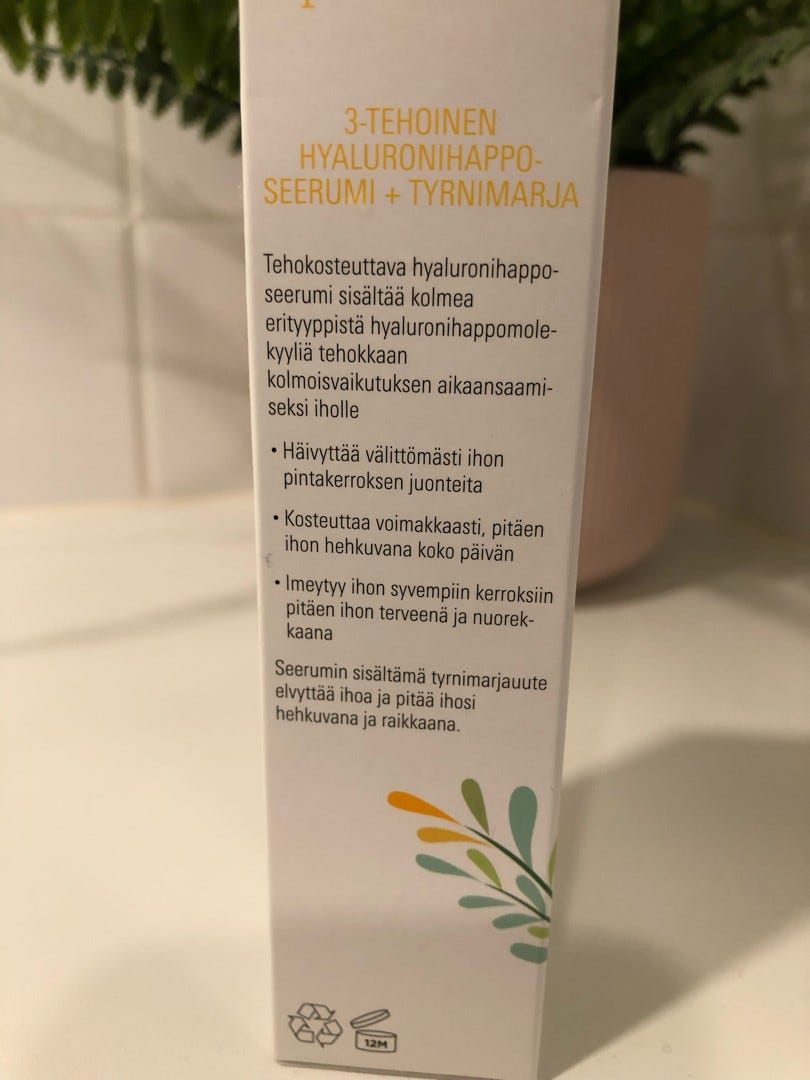 3-TEHOINEN
HYALURONIHAPPO-
SEERUMI + TYRNIMARJA
Tehokosteuttava hyaluronihappo-
seerumi sisältää kolmea
erityyppistä hyaluronihappomole-
kyyliä tehokkaan
kolmoisvaikutuksen aikaansaami-
seksi iholle
• Häivyttää välittömästi ihon
pintakerroksen juonteita
• Kosteuttaa voimakkaasti, pitäen
ihon hehkuvana koko päivän
• Imeytyy ihon syvempiin kerroksiin
pitäen ihon terveenä ja nuorek-
kaana
Seerumin sisältämä tyrnimarjauute
elvyttää ihoa ja pitää ihosi
hehkuvana ja raikkaana.
12M